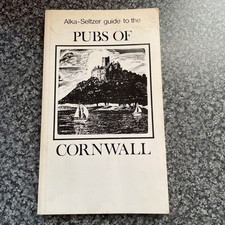 Alka-Seltzer guide to the
PUBS OF
CORNWALL